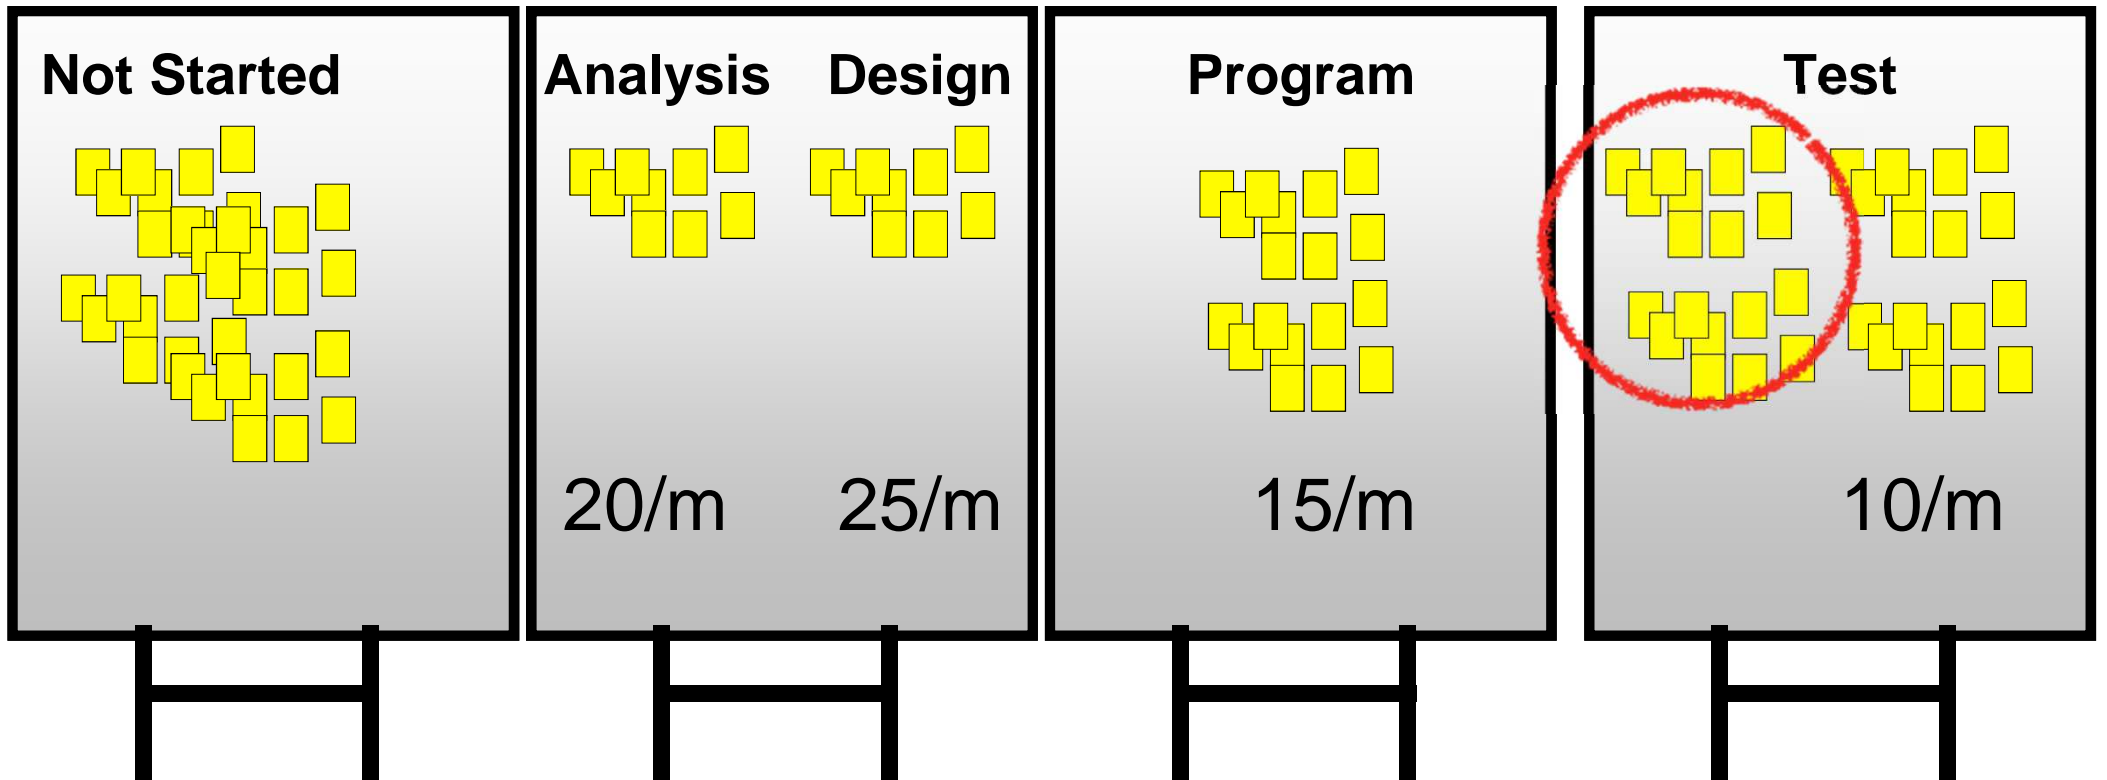 Not Started
Analysis
Design
Program
Test
20/m
25/m
15/m
10/m